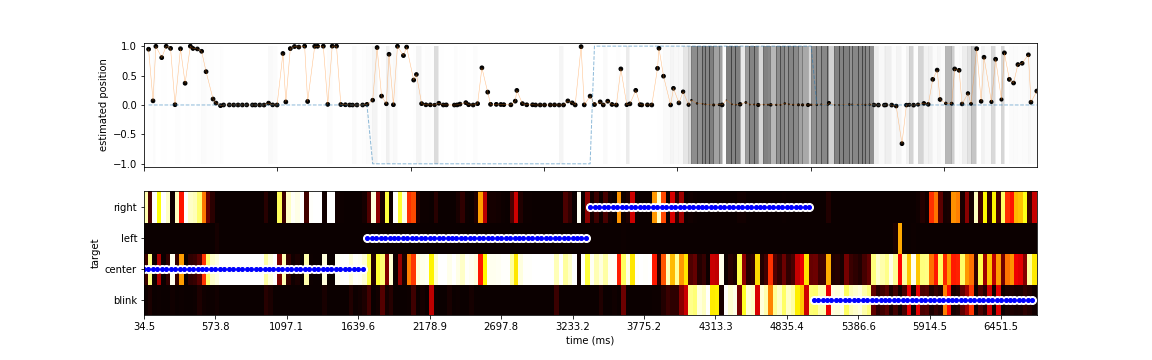 1.0
0.5
0.0
−0.5
−1.0
estimated position
right
left
center
blink
target
34.5 573.8 1097.1 1639.6 2178.9 2697.8 3233.2 3775.2 4313.3 4835.4 5386.6 5914.5 6451.5
time (ms)